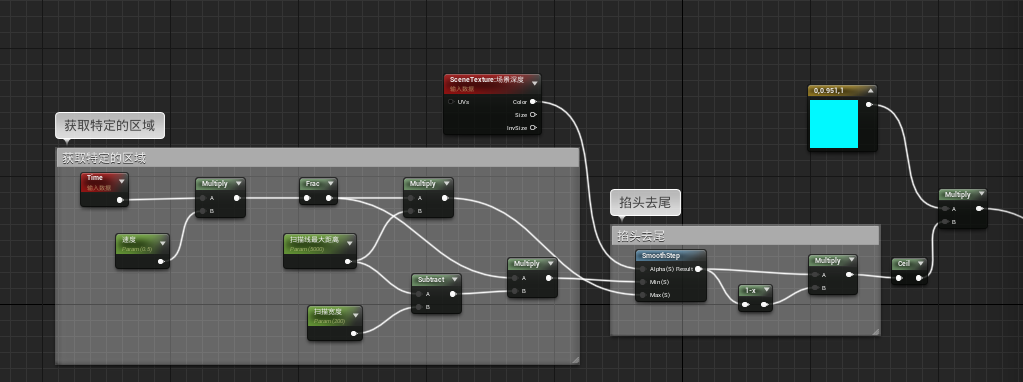 SceneTexture:场景深度
输入数据
UVs
Color
Size
InvSize
0,0.951,1
获取特定的区域
获取特定的区域
Time
输入数据
Multiply
A
B
Frac
Multiply
A
B
速度
Param (0.5)
扫描线最大距离
Param (5000)
Subtract
A
B
Multiply
A
B
扫描宽度
Param (200)
掐头去尾
掐头去尾
SmoothStep
Alpha(S) Result
Min(S)
Max(S)
1-x
Multiply
A
B
Ceil
Multiply
A
B